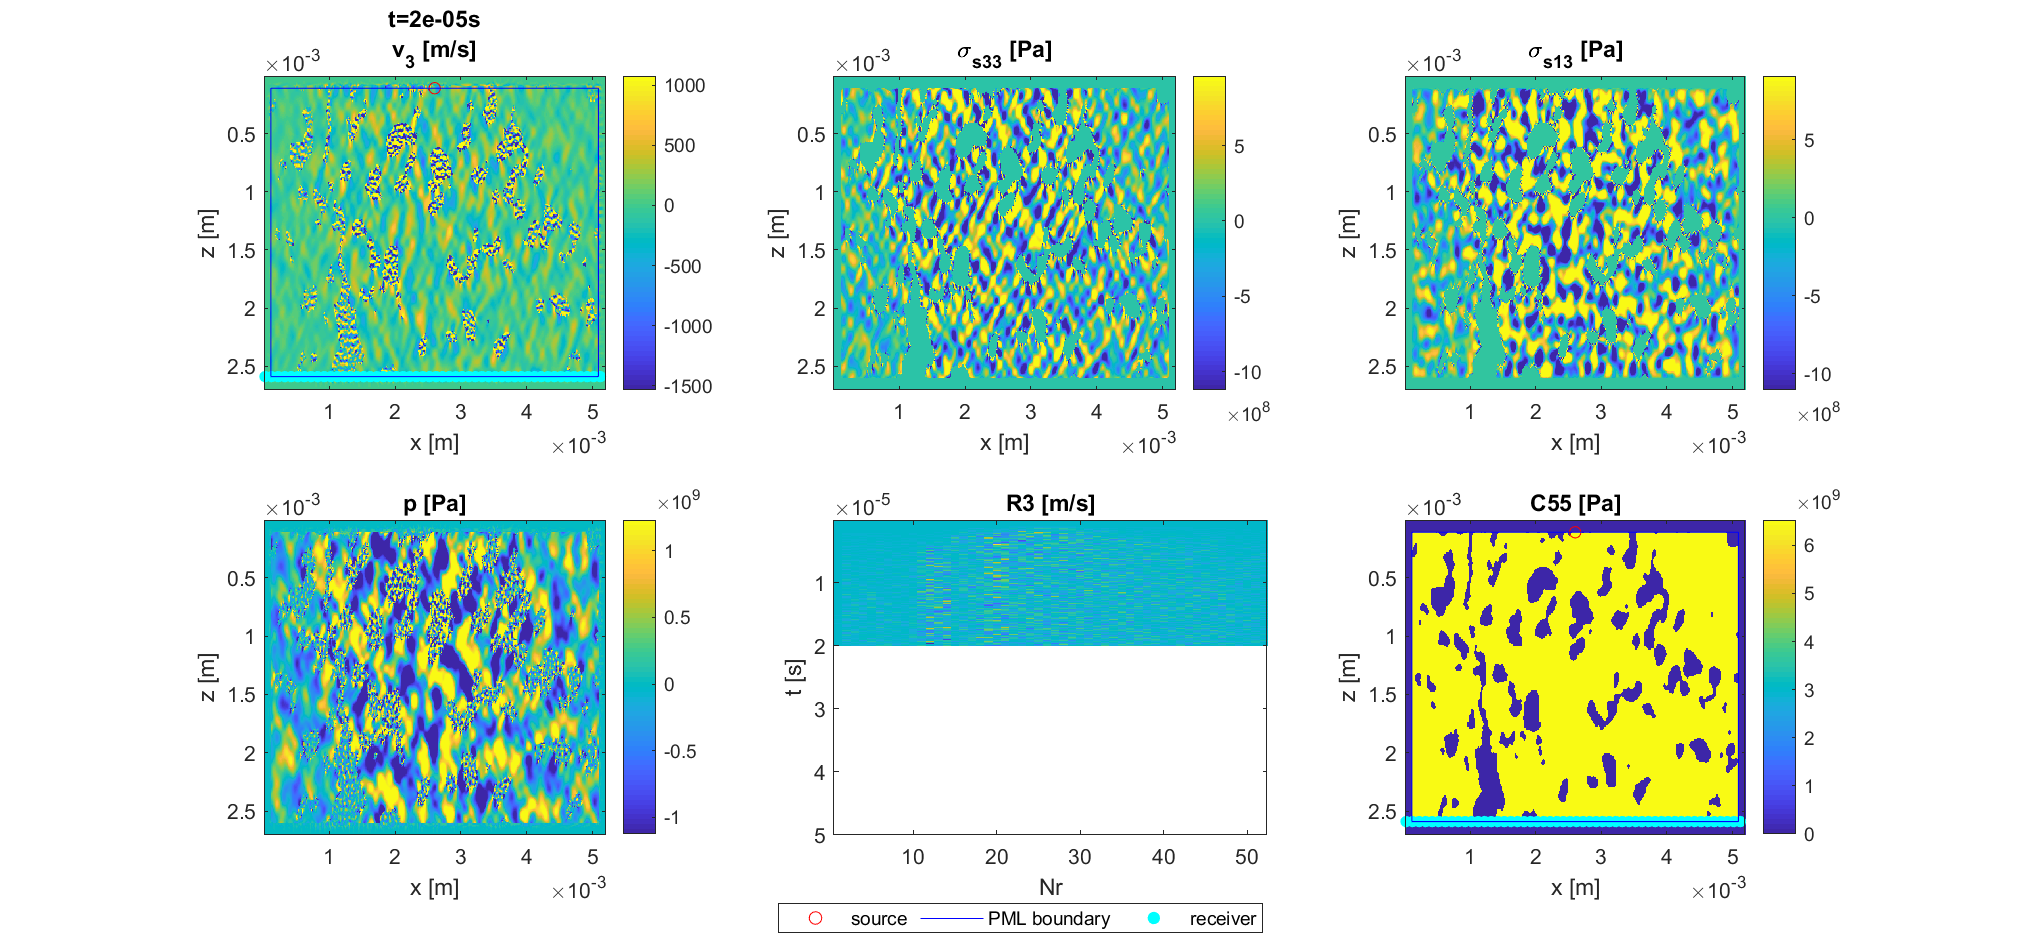 t=2e-05s
v3 [m/s]
×10-3
0.5
1
1.5
2
2.5
z [m]
1 2 3 4 5
x [m]
×10-3
1000
500
0
-500
-1000
-1500
σs33 [Pa]
×10-3
0.5
1
1.5
2
2.5
z [m]
1 2 3 4 5
x [m]
×10-3
5
0
-5
-10
×108
σs13 [Pa]
×10-3
0.5
1
1.5
2
2.5
z [m]
1 2 3 4 5
x [m]
×10-3
5
0
-5
-10
×108
p [Pa]
×10-3
0.5
1
1.5
2
2.5
z [m]
1 2 3 4 5
x [m]
×10-3
×109
1
0.5
0
-0.5
-1
R3 [m/s]
×10-5
1
2
3
4
5
t [s]
10 20 30 40 50
Nr
C55 [Pa]
×10-3
0.5
1
1.5
2
2.5
z [m]
1 2 3 4 5
x [m]
×10-3
×109
6
5
4
3
2
1
0
source PML boundary receiver